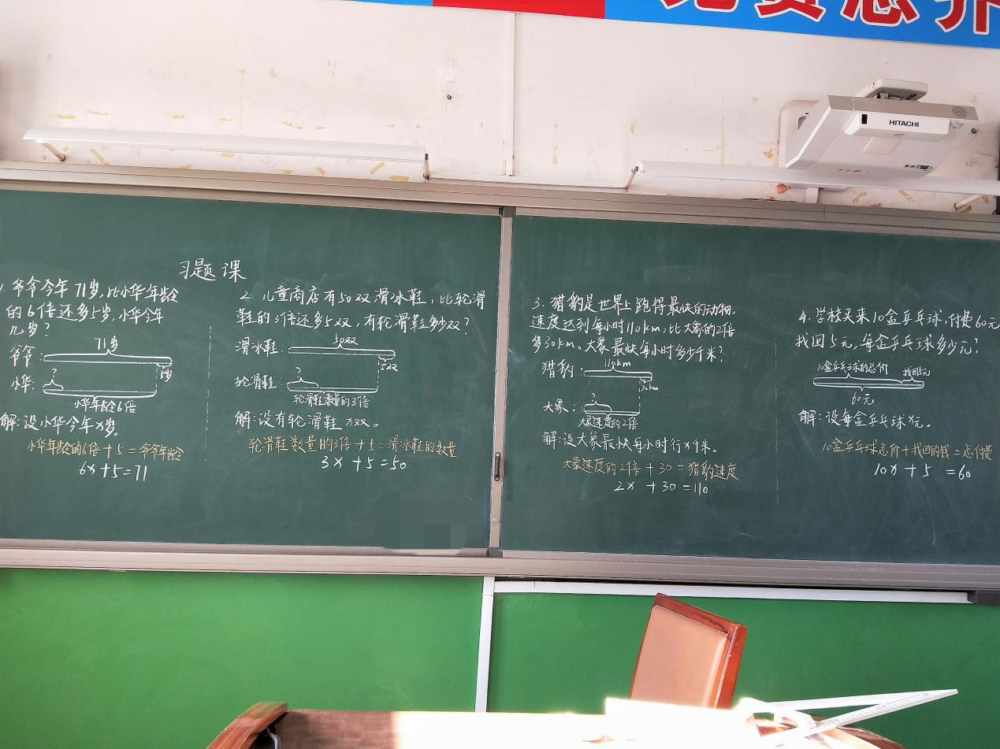 HITACHI
习题课
1. 爷爷今年71岁,比小华年龄
的6倍还多5岁,小华今年
几岁?
71岁
爷爷:
5岁
小华:
?
小华年龄6倍
解:设小华今年x岁。
小华年龄的6倍+5=爷爷年龄
6x+5=71
2. 儿童商店有50双滑冰鞋,比轮滑
鞋的3倍还多5双,有轮滑鞋多少双?
50双
滑冰鞋:
5双
轮滑鞋:
?
轮滑鞋数量的3倍
解:设有轮滑鞋x双。
轮滑鞋数量的3倍+5=滑冰鞋的数量
3x+5=50
3. 猎豹是世界上跑得最快的动物,
速度达到每小时110km,比大象的2倍
多30km。大象最快每小时多少千米?
110km
猎豹:
30km
大象:
?
大象速度的2倍
解:设大象最快每小时行x千米。
大象速度的2倍+30=猎豹速度
2x+30=110
4. 学校买来10盒乒乓球,付费60元
找回5元,每盒乒乓球多少元?
10盒乒乓球的总价 找回5元
60元
解:设每盒乒乓球x元。
10盒乒乓球总价+找回的钱=总付费
10x+5=60